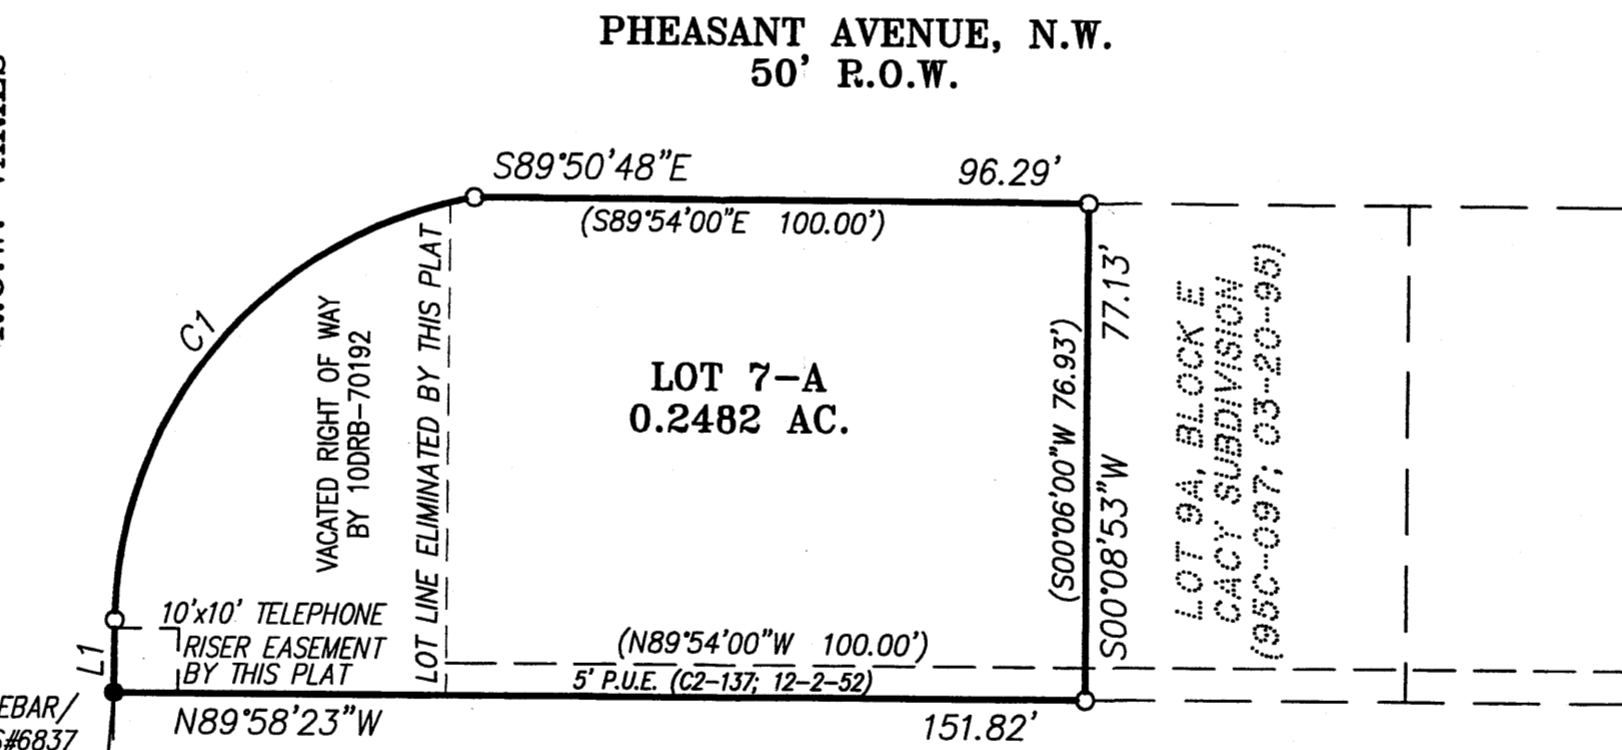 PHEASANT AVENUE, N.W.
50' R.O.W.
S89°50'48"E 96.29'
(S89°54'00"E 100.00')
C1
VACATED RIGHT OF WAY
BY 10DRB-70192
LOT LINE ELIMINATED BY THIS PLAT
LOT 7-A
0.2482 AC.
(S00°06'00"W 76.93')
S00°08'53"W 77.13'
LOT 9A, BLOCK E
CACY SUBDIVISION
(95C-097; 03-20-95)
10'x10' TELEPHONE
RISER EASEMENT
BY THIS PLAT
L1
(N89°54'00"W 100.00')
5' P.U.E. (C2-137; 12-2-52)
N89°58'23"W 151.82'
EBAR/
S#6837